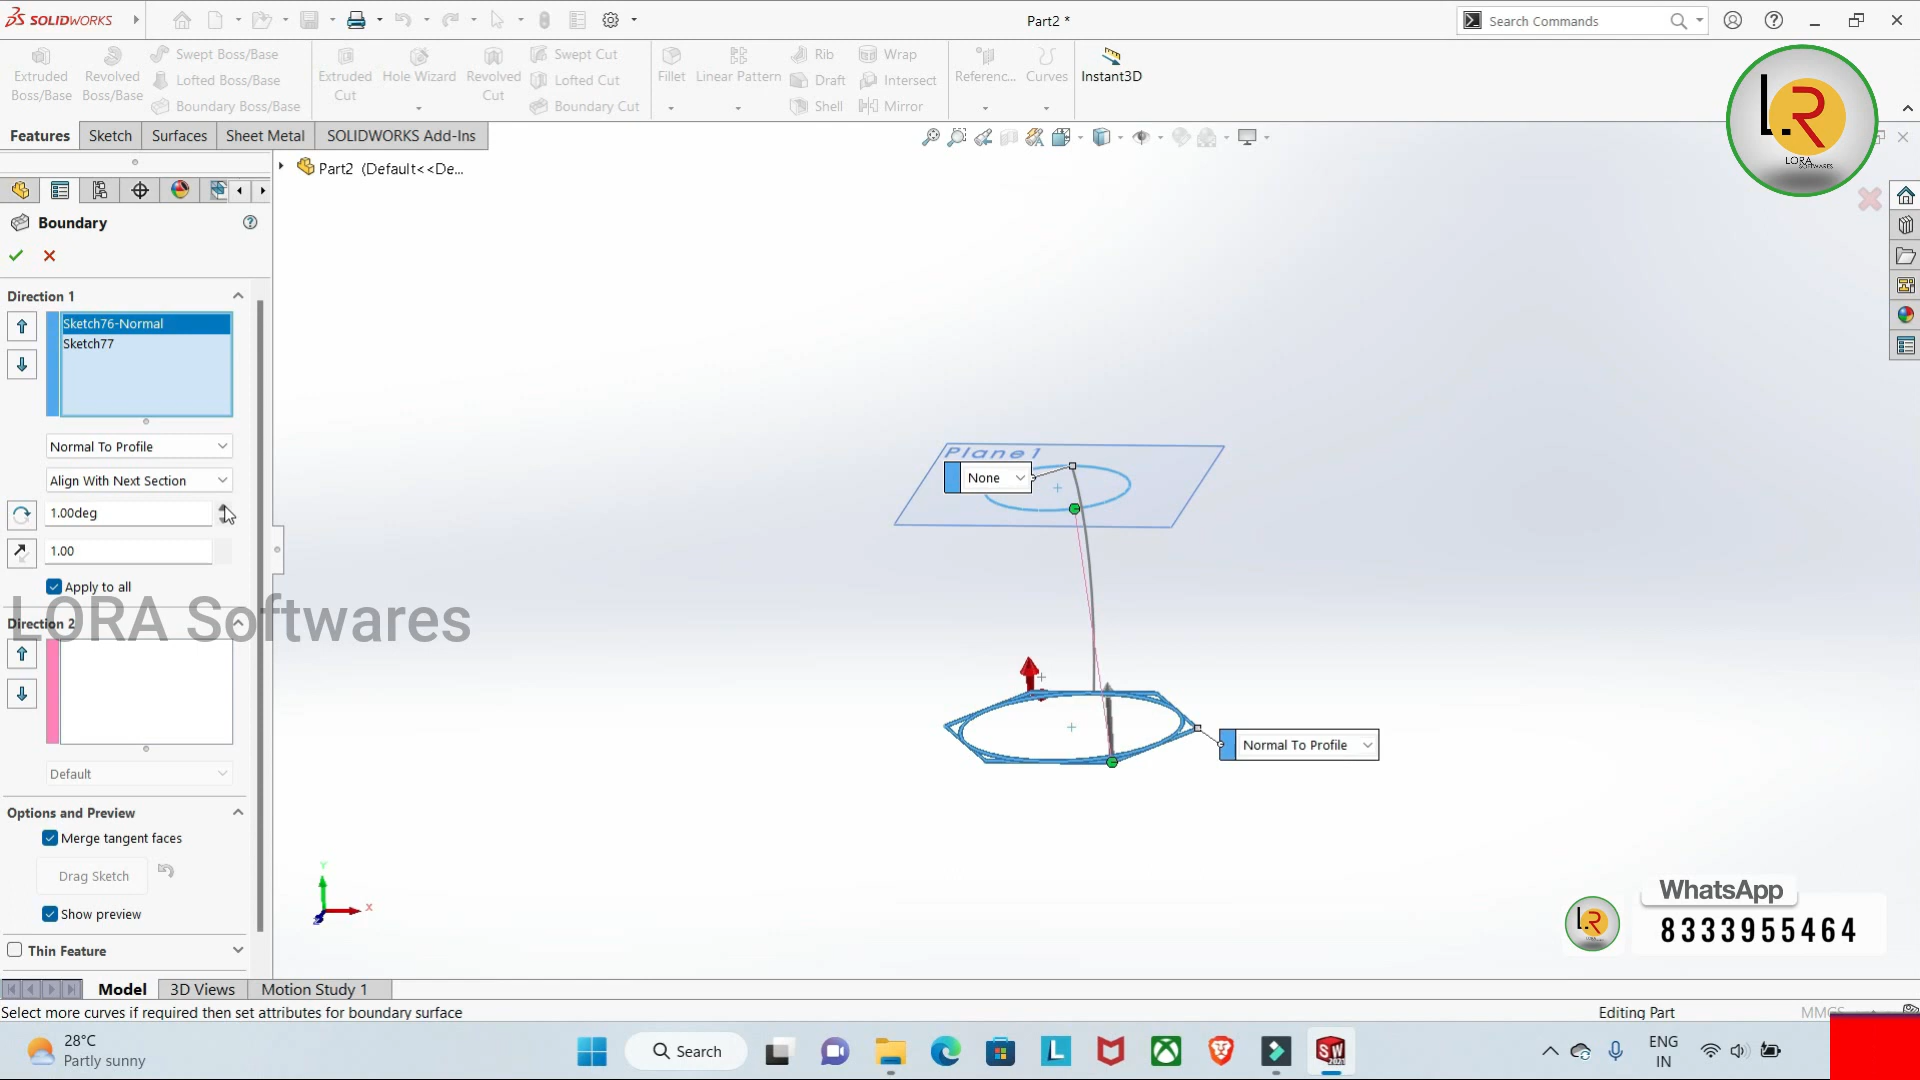 SOLIDWORKS
Part2 *
Search Commands
Extruded Boss/Base
Revolved Boss/Base
Swept Boss/Base
Lofted Boss/Base
Boundary Boss/Base
Extruded Cut
Hole Wizard
Revolved Cut
Swept Cut
Lofted Cut
Boundary Cut
Fillet
Linear Pattern
Rib
Draft
Shell
Wrap
Intersect
Mirror
Referenc...
Curves
Instant3D
L.R
LORA
SOFTWARES
Features
Sketch
Surfaces
Sheet Metal
SOLIDWORKS Add-Ins
Part2 (Default<<De...
Boundary
Direction 1
Sketch76-Normal
Sketch77
Normal To Profile
Align With Next Section
1.00deg
1.00
Apply to all
LORA Softwares
Direction 2
Default
Options and Preview
Merge tangent faces
Drag Sketch
Show preview
Thin Feature
Plane1
None
Normal To Profile
Y
X
WhatsApp
L.R
8333955464
Model
3D Views
Motion Study 1
Select more curves if required then set attributes for boundary surface
Editing Part
28°C
Partly sunny
Search
L
SW
2021
ENG
IN